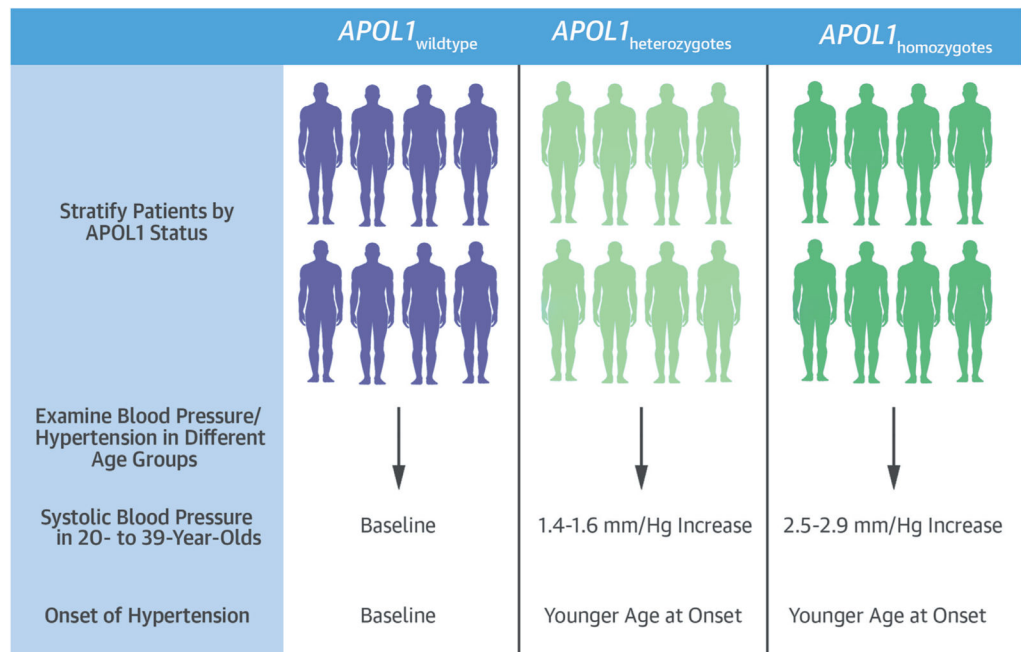 APOL1wildtype
APOL1heterozygotes
APOL1homozygotes
Stratify Patients by
APOL1 Status
Examine Blood Pressure/
Hypertension in Different
Age Groups
Systolic Blood Pressure
in 20- to 39-Year-Olds
Baseline
1.4-1.6 mm/Hg Increase
2.5-2.9 mm/Hg Increase
Onset of Hypertension
Baseline
Younger Age at Onset
Younger Age at Onset